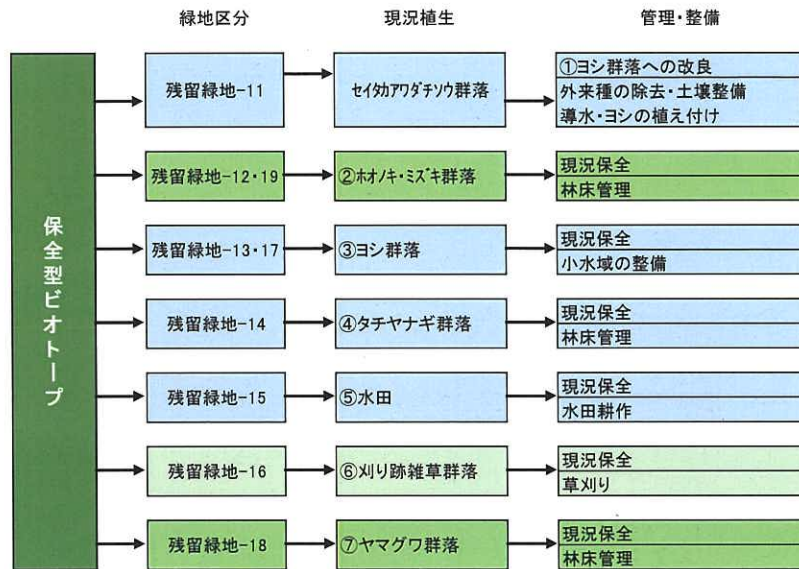 緑地区分
現況植生
管理・整備
保全型ビオトープ
残留緑地-11
セイタカアワダチソウ群落
①ヨシ群落への改良
外来種の除去・土壌整備
導水・ヨシの植え付け
残留緑地-12・19
②ホオノキ・ミズキ群落
現況保全
林床管理
残留緑地-13・17
③ヨシ群落
現況保全
小水域の整備
残留緑地-14
④タチヤナギ群落
現況保全
林床管理
残留緑地-15
⑤水田
現況保全
水田耕作
残留緑地-16
⑥刈り跡雑草群落
現況保全
草刈り
残留緑地-18
⑦ヤマグワ群落
現況保全
林床管理